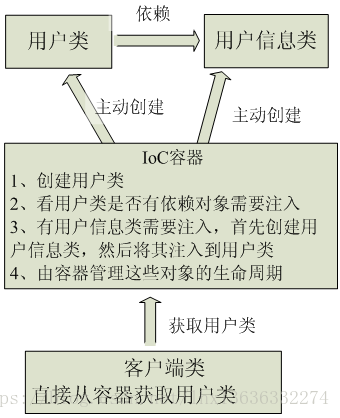 依赖
用户类
用户信息类
主动创建
主动创建
IoC容器
1、创建用户类
2、看用户类是否有依赖对象需要注入
3、有用户信息类需要注入，首先创建用
户信息类，然后将其注入到用户类
4、由容器管理这些对象的生命周期
获取用户类
客户端类
直接从容器获取用户类